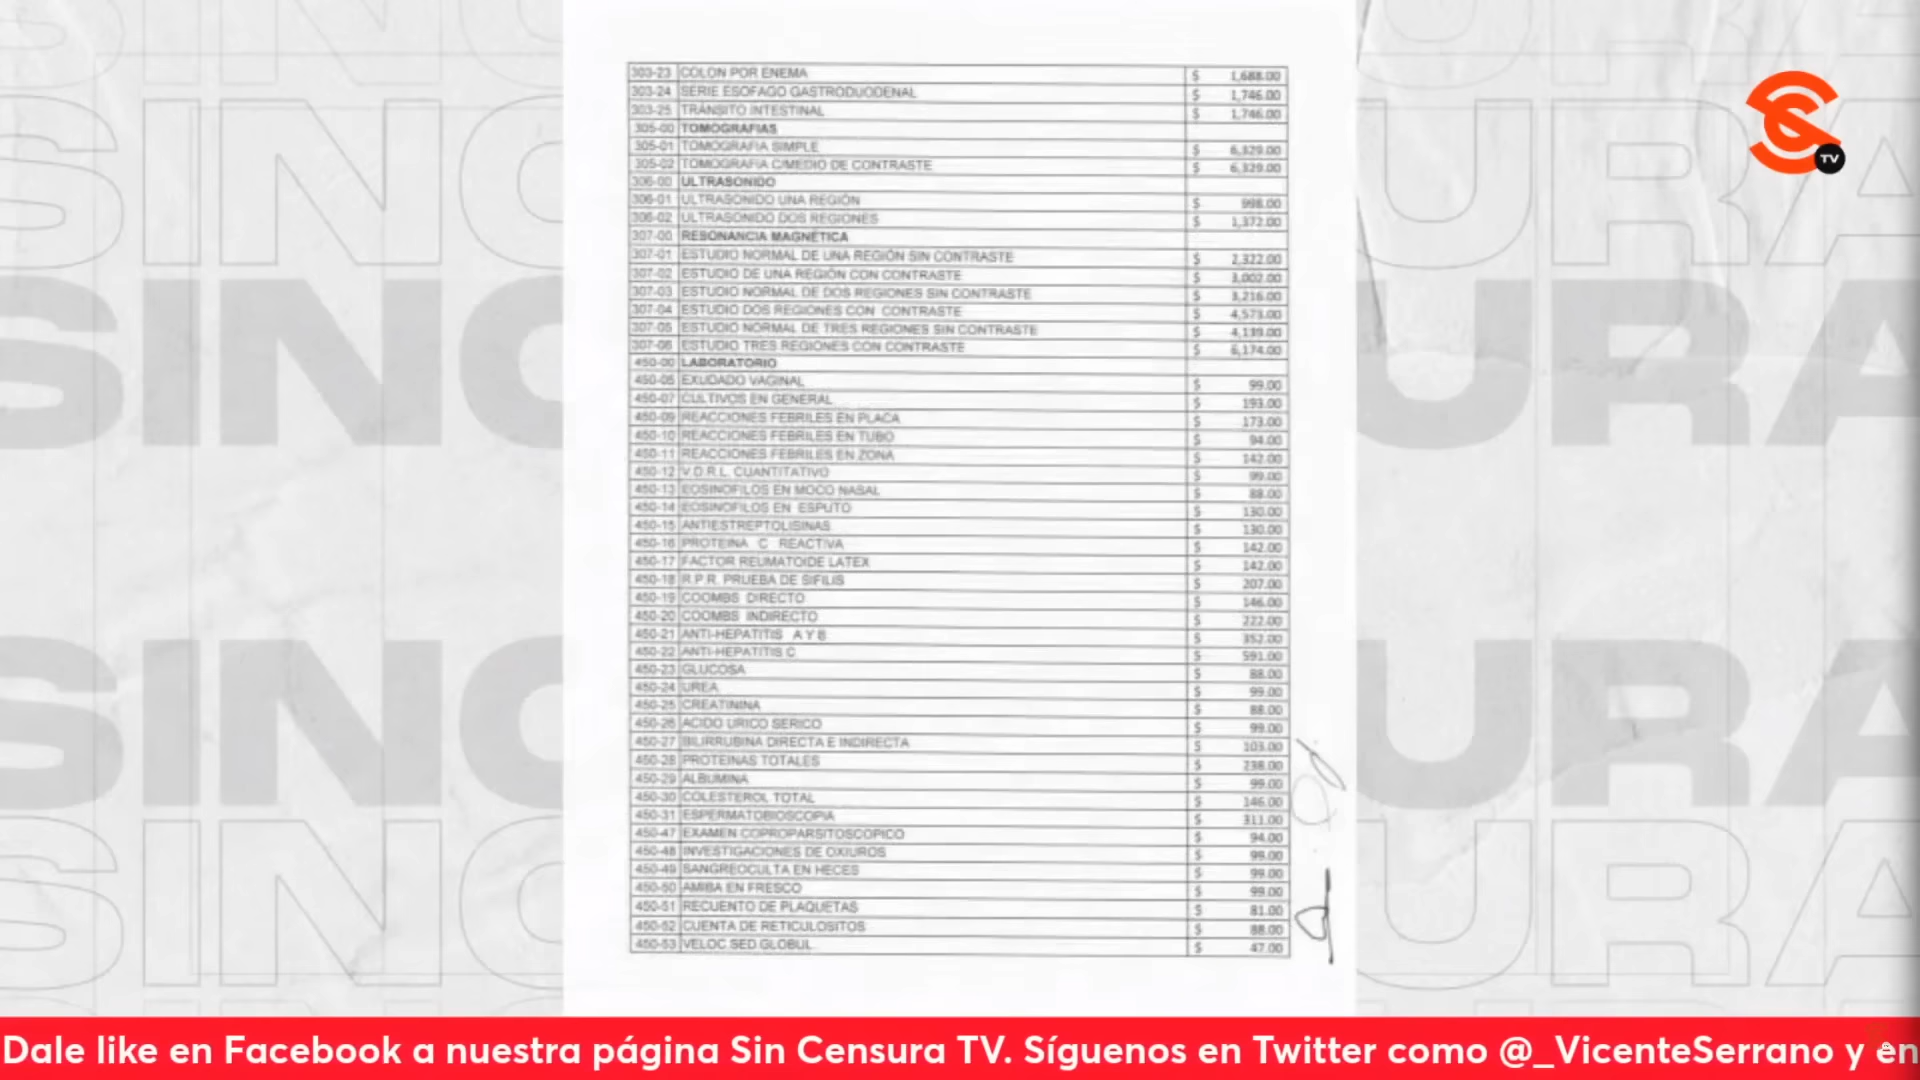 303-23 COLON POR ENEMA $ 1,688.00
303-24 SERIE ESOFAGO GASTRODUODENAL $ 1,746.00
303-25 TRÁNSITO INTESTINAL $ 1,746.00
305-00 TOMOGRAFIAS
305-01 TOMOGRAFIA SIMPLE $ 6,329.00
305-02 TOMOGRAFIA C/MEDIO DE CONTRASTE $ 6,329.00
306-00 ULTRASONIDO
306-01 ULTRASONIDO UNA REGIÓN $ 998.00
306-02 ULTRASONIDO DOS REGIONES $ 1,372.00
307-00 RESONANCIA MAGNÉTICA
307-01 ESTUDIO NORMAL DE UNA REGIÓN SIN CONTRASTE $ 2,322.00
307-02 ESTUDIO DE UNA REGIÓN CON CONTRASTE $ 3,002.00
307-03 ESTUDIO NORMAL DE DOS REGIONES SIN CONTRASTE $ 3,216.00
307-04 ESTUDIO DOS REGIONES CON CONTRASTE $ 4,573.00
307-05 ESTUDIO NORMAL DE TRES REGIONES SIN CONTRASTE $ 4,139.00
307-06 ESTUDIO TRES REGIONES CON CONTRASTE $ 6,174.00
450-00 LABORATORIO
450-05 EXUDADO VAGINAL $ 99.00
450-07 CULTIVOS EN GENERAL $ 193.00
450-09 REACCIONES FEBRILES EN PLACA $ 173.00
450-10 REACCIONES FEBRILES EN TUBO $ 94.00
450-11 REACCIONES FEBRILES EN ZONA $ 142.00
450-12 V.D.R.L. CUANTITATIVO $ 99.00
450-13 EOSINOFILOS EN MOCO NASAL $ 88.00
450-14 EOSINOFILOS EN ESPUTO $ 130.00
450-15 ANTIESTREPTOLISINAS $ 130.00
450-16 PROTEINA C REACTIVA $ 142.00
450-17 FACTOR REUMATOIDE LATEX $ 142.00
450-18 R.P.R. PRUEBA DE SIFILIS $ 207.00
450-19 COOMBS DIRECTO $ 146.00
450-20 COOMBS INDIRECTO $ 222.00
450-21 ANTI-HEPATITIS A Y B $ 352.00
450-22 ANTI-HEPATITIS C $ 591.00
450-23 GLUCOSA $ 88.00
450-24 UREA $ 99.00
450-25 CREATININA $ 88.00
450-26 ACIDO URICO SERICO $ 99.00
450-27 BILIRRUBINA DIRECTA E INDIRECTA $ 103.00
450-28 PROTEINAS TOTALES $ 238.00
450-29 ALBUMINA $ 99.00
450-30 COLESTEROL TOTAL $ 146.00
450-31 ESPERMATOBIOSCOPIA $ 311.00
450-47 EXAMEN COPROPARSITOSCOPICO $ 94.00
450-48 INVESTIGACIONES DE OXIUROS $ 99.00
450-49 SANGREOCULTA EN HECES $ 99.00
450-50 AMIBA EN FRESCO $ 99.00
450-51 RECUENTO DE PLAQUETAS $ 81.00
450-52 CUENTA DE RETICULOSITOS $ 88.00
450-53 VELOC.SED.GLOBUL. $ 47.00
TV
SINC URA
SINC URA
SINC URA
SINC URA
Dale like en Facebook a nuestra página Sin Censura TV. Síguenos en Twitter como @_VicenteSerrano y en